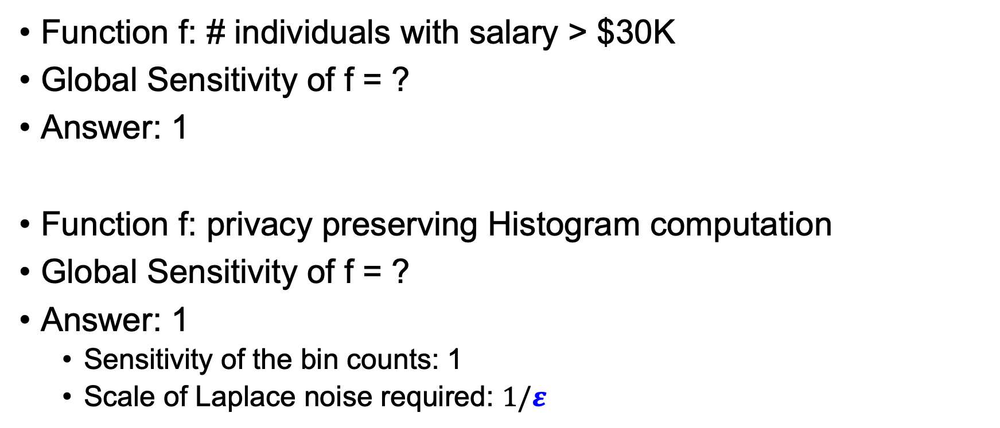 • Function f: # individuals with salary > $30K
• Global Sensitivity of f = ?
• Answer: 1
• Function f: privacy preserving Histogram computation
• Global Sensitivity of f = ?
• Answer: 1
• Sensitivity of the bin counts: 1
• Scale of Laplace noise required: 1/ε